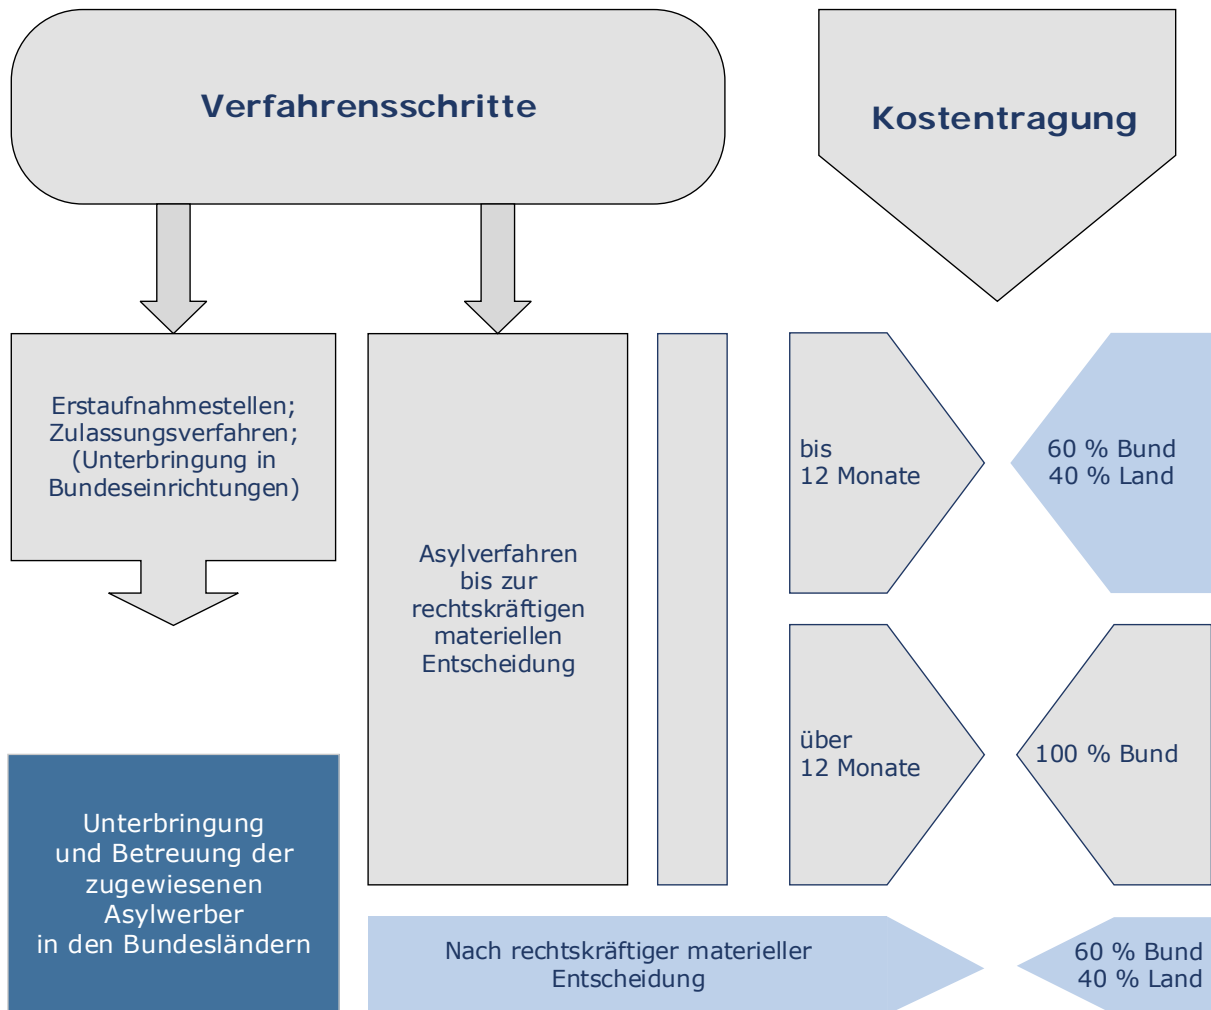 Verfahrensschritte
Kostentragung
Erstaufnahmestellen;
Zulassungsverfahren;
(Unterbringung in
Bundeseinrichtungen)
Asylverfahren
bis zur
rechtskräftigen
materiellen
Entscheidung
bis
12 Monate
60 % Bund
40 % Land
über
12 Monate
100 % Bund
Unterbringung
und Betreuung der
zugewiesenen
Asylwerber
in den Bundesländern
Nach rechtskräftiger materieller
Entscheidung
60 % Bund
40 % Land